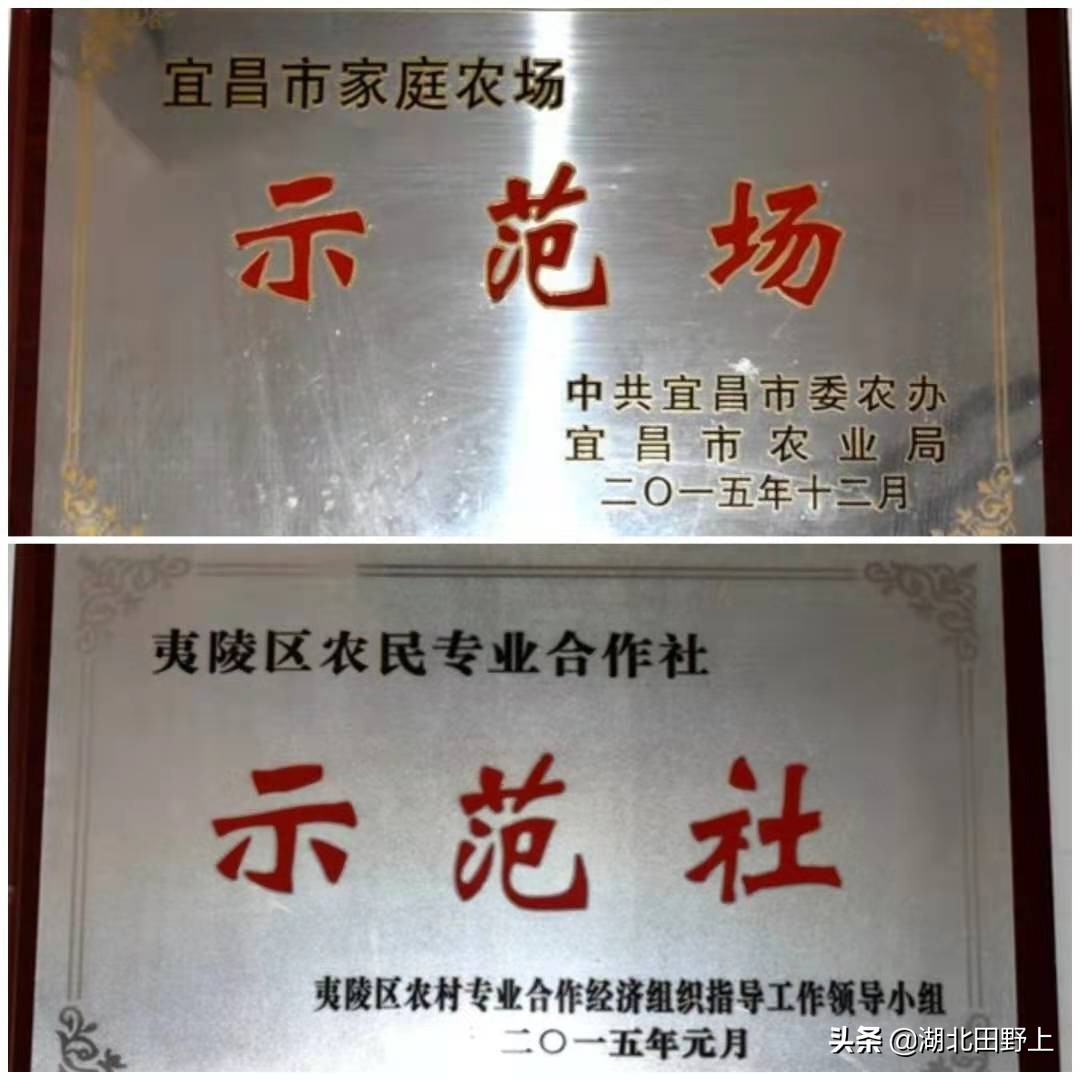 宜昌市家庭农场
示范场
中共宜昌市委农办
宜昌市农业局
二〇一五年十二月
夷陵区农民专业合作社
示范社
夷陵区农村专业合作经济组织指导工作领导小组
二〇一五年元月
头条 @湖北田野上